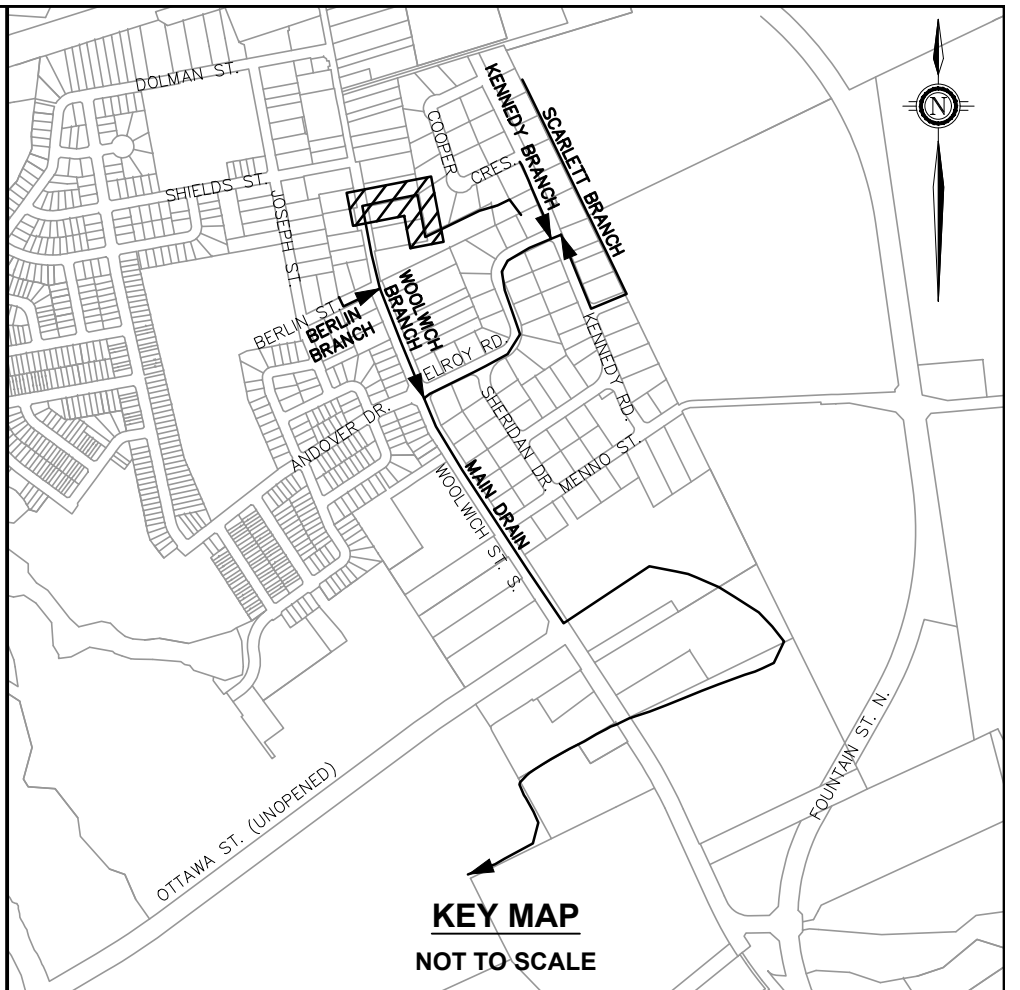 DOLMAN ST.
N
KENNEDY BRANCH
SCARLETT BRANCH
COOPER
CRES.
SHIELDS ST.
JOSEPH ST.
WOOLWICH
BRANCH
BERLIN ST.
BERLIN
BRANCH
ELROY RD.
KENNEDY RD.
SHERIDAN DR.
ANDOVER DR.
MENNO ST.
MAIN DRAIN
WOOLWICH ST. S.
FOUNTAIN ST. N.
OTTAWA ST. (UNOPENED)
KEY MAP
NOT TO SCALE